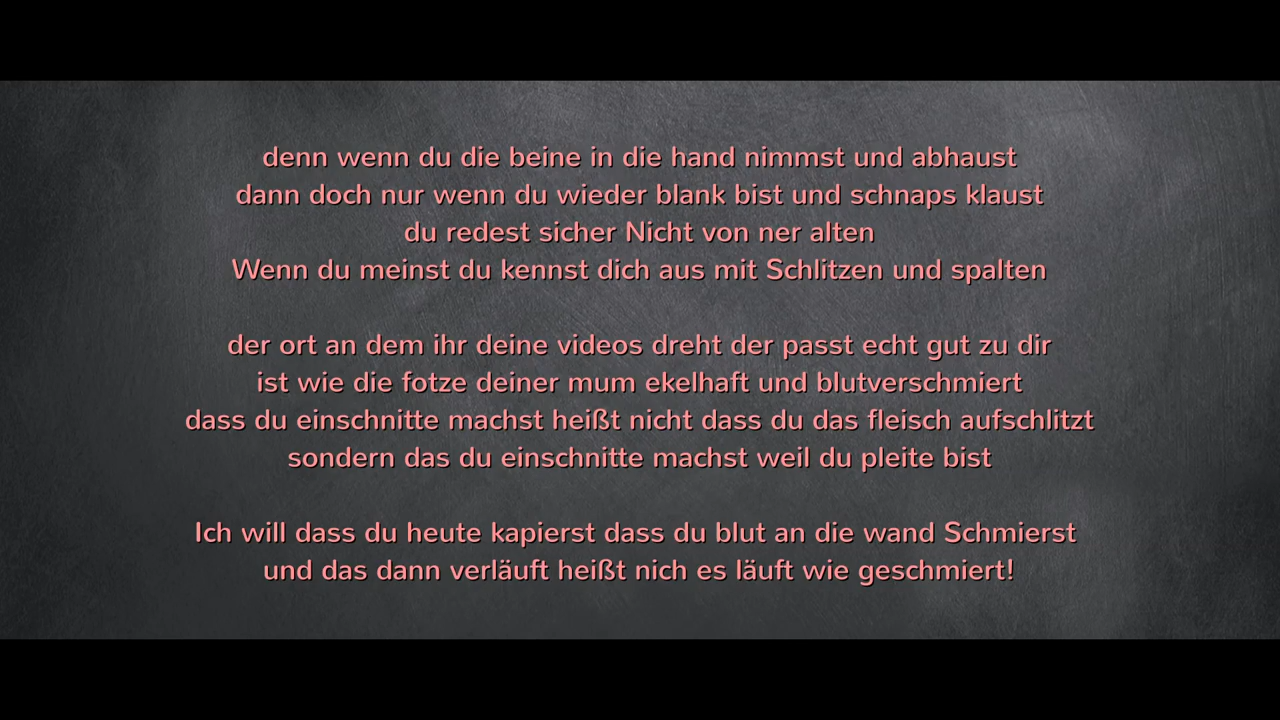 denn wenn du die beine in die hand nimmst und abhaust
dann doch nur wenn du wieder blank bist und schnaps klaust
du redest sicher Nicht von ner alten
Wenn du meinst du kennst dich aus mit Schlitzen und spalten
der ort an dem ihr deine videos dreht der passt echt gut zu dir
ist wie die fotze deiner mum ekelhaft und blutverschmiert
dass du einschnitte machst heißt nicht dass du das fleisch aufschlitzt
sondern das du einschnitte machst weil du pleite bist
Ich will dass du heute kapierst dass du blut an die wand Schmierst
und das dann verläuft heißt nich es läuft wie geschmiert!